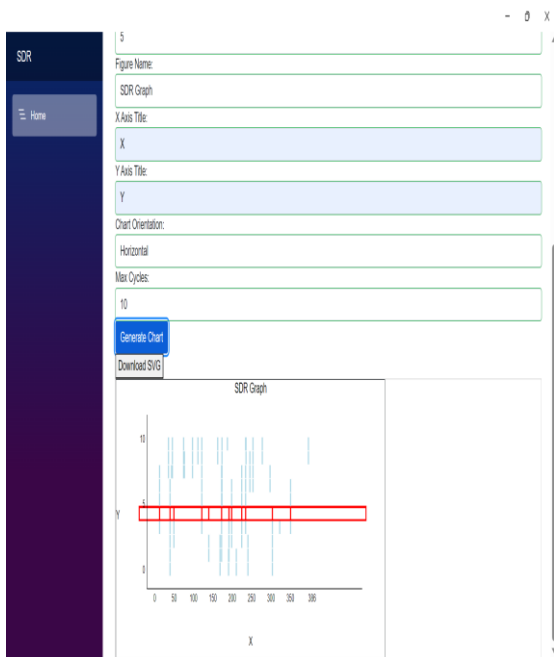 SDR
Home
5
Figure Name:
SDR Graph
X Axis Title:
X
Y Axis Title:
Y
Chart Orientation:
Horizontal
Max Cycles:
10
Generate Chart
Download SVG
SDR Graph
10
5
Y
0
0 50 100 150 200 250 300 350 395
X